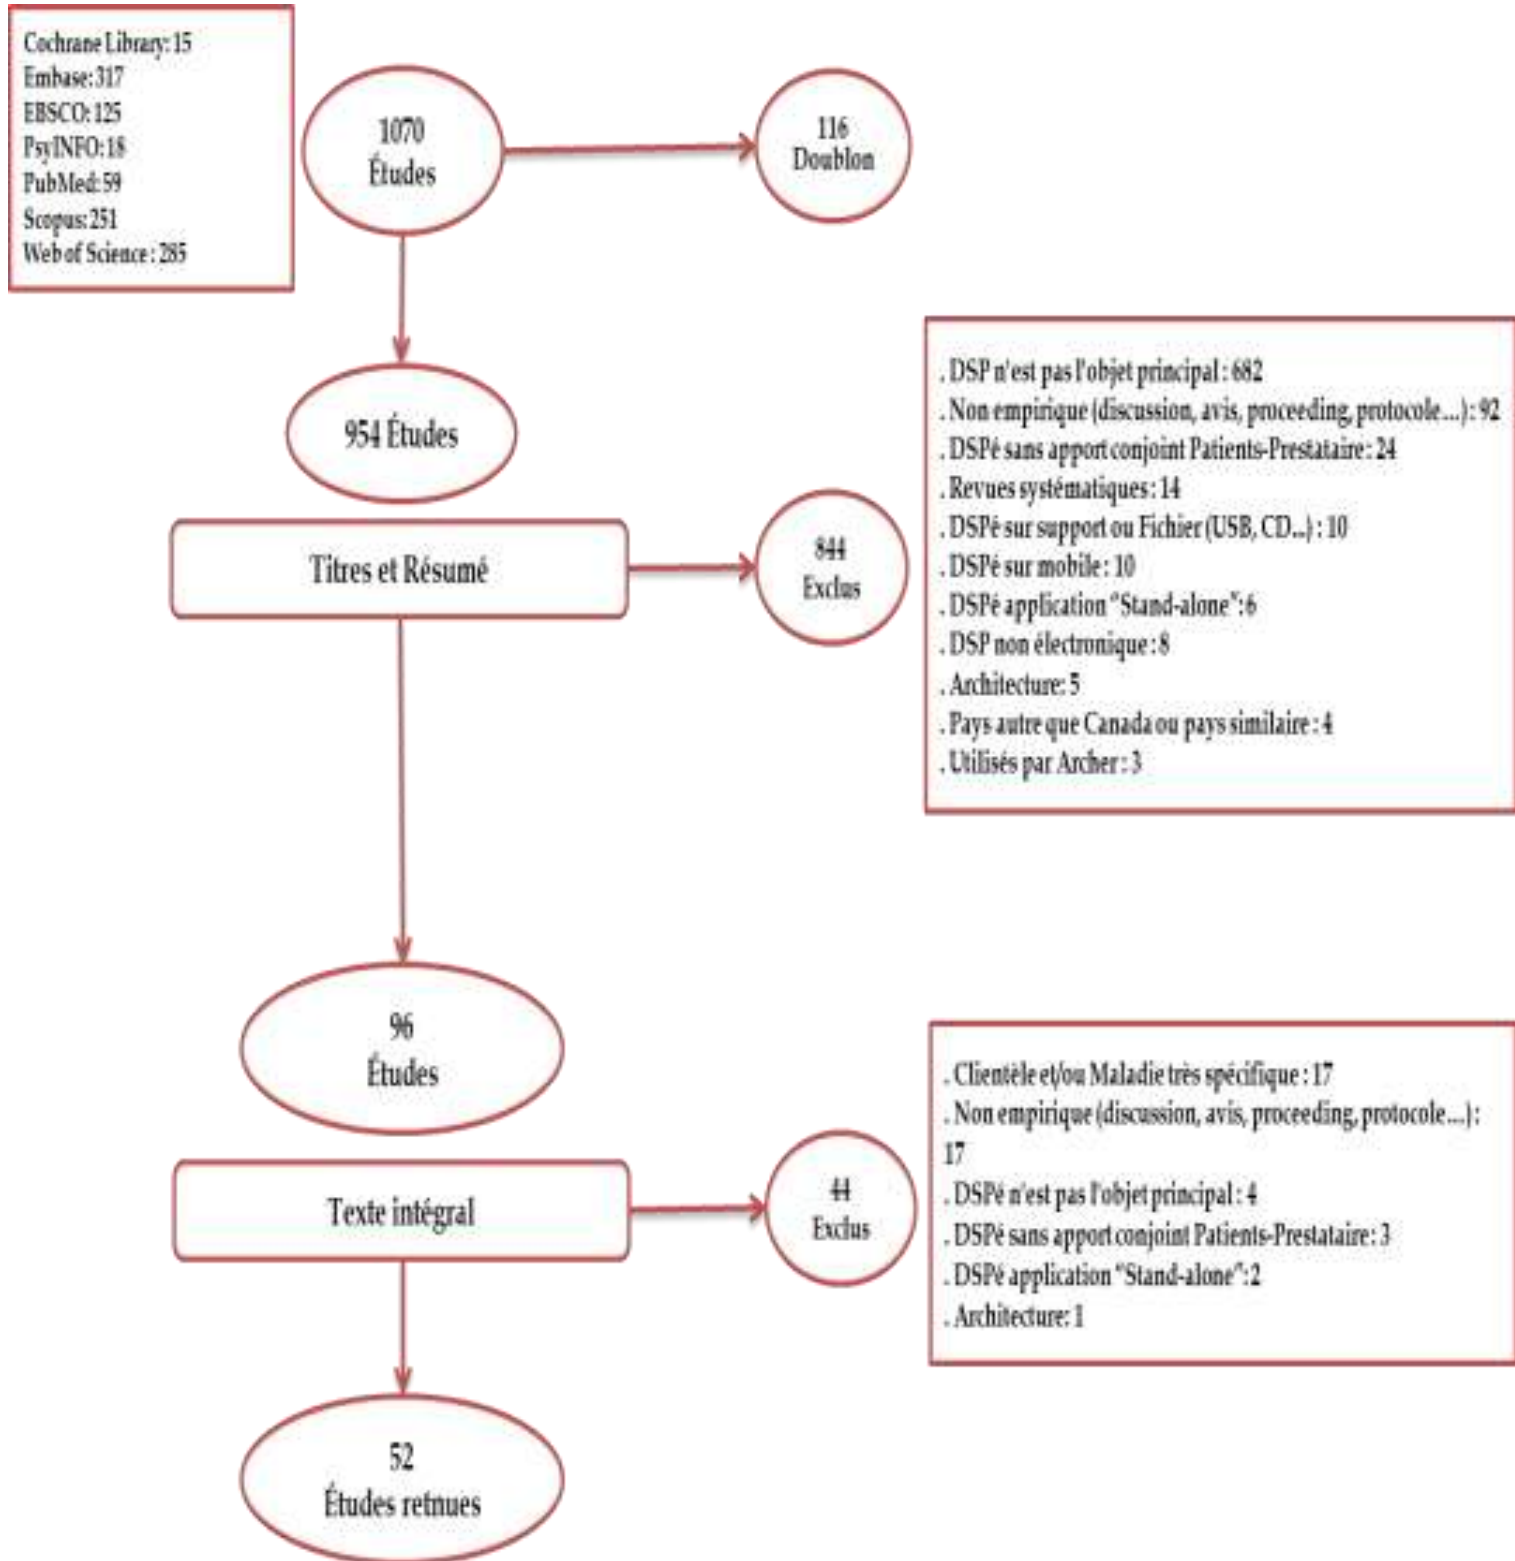 Cochrane Library: 15
Embase: 317
EBSCO: 125
PsyINFO: 18
PubMed: 59
Scopus: 251
Web of Science : 285
1070
Études
116
Doublon
954 Études
Titres et Résumé
844
Exclus
. DSP n'est pas l'objet principal : 682
. Non empirique (discussion, avis, proceeding, protocole...) : 92
. DSPé sans apport conjoint Patients-Prestataire : 24
. Revues systématiques : 14
. DSPé sur support ou Fichier (USB, CD...) : 10
. DSPé sur mobile : 10
. DSPé application "Stand-alone": 6
. DSP non électronique : 8
. Architecture: 5
. Pays autre que Canada ou pays similaire : 4
. Utilisés par Archer : 3
96
Études
Texte intégral
44
Exclus
. Clientèle et/ou Maladie très spécifique : 17
. Non empirique (discussion, avis, proceeding, protocole...) :
17
. DSPé n'est pas l'objet principal : 4
. DSPé sans apport conjoint Patients-Prestataire : 3
. DSPé application "Stand-alone": 2
. Architecture: 1
52
Études retnues